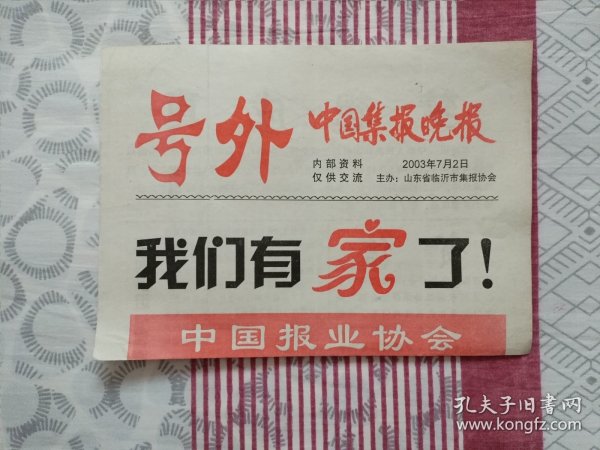 号外 中国集报晚报
内部资料 2003年7月2日
仅供交流 主办：山东省临沂市集报协会
我们有家了！
中国报业协会
孔夫子旧书网
www.kongfz.com